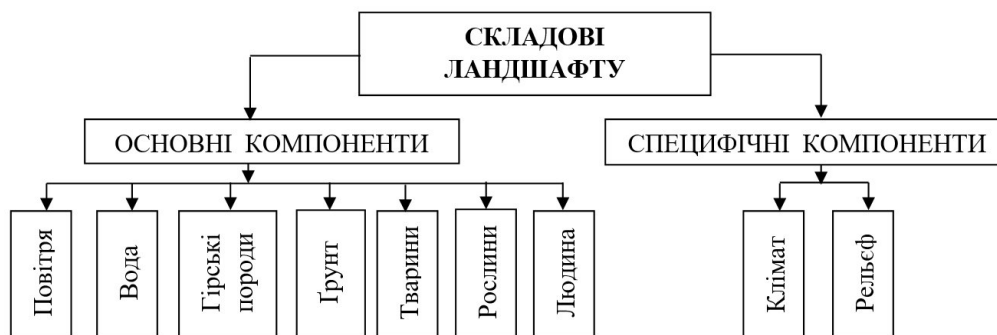 СКЛАДОВІ
ЛАНДШАФТУ
ОСНОВНІ КОМПОНЕНТИ
СПЕЦИФІЧНІ КОМПОНЕНТИ
Повітря
Вода
Гірські
породи
Ґрунт
Тварини
Рослини
Людина
Клімат
Рельєф